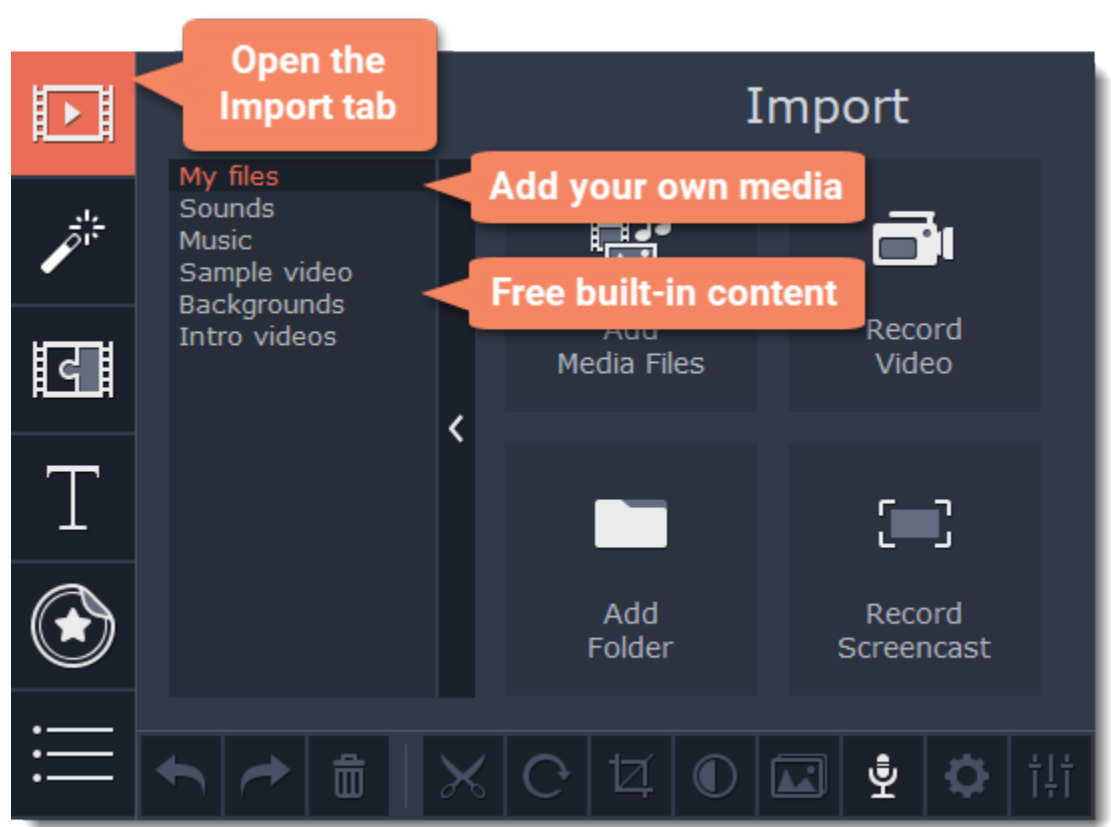 Open the
Import tab
Import
My files
Sounds
Music
Sample video
Backgrounds
Intro videos
Add your own media
Free built-in content
Add
Media Files
Record
Video
Add
Folder
Record
Screencast